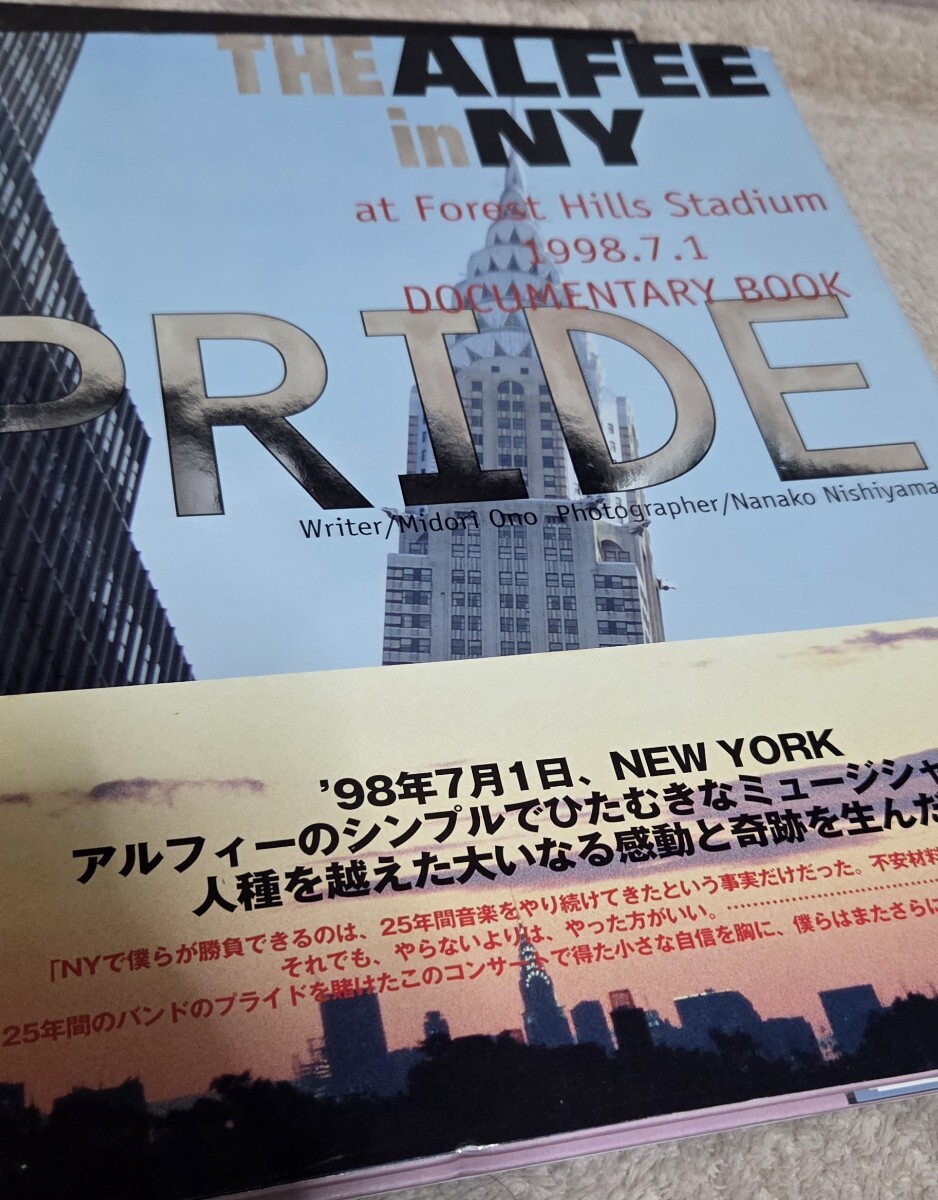 THE ALFEE
in NY
at Forest Hills Stadium
1998.7.1
DOCUMENTARY BOOK
PRIDE
Writer/Midori Ono Photographer/Nanako Nishiyama
'98年7月1日、NEW YORK
アルフィーのシンプルでひたむきなミュージシャ
人種を越えた大いなる感動と奇跡を生んだ
「NYで僕らが勝負できるのは、25年間音楽をやり続けてきたという事実だけだった。不安材料
それでも、やらないよりは、やった方がいい。…………………………
25年間のバンドのプライドを賭けたこのコンサートで得た小さな自信を胸に、僕らはまたさらに